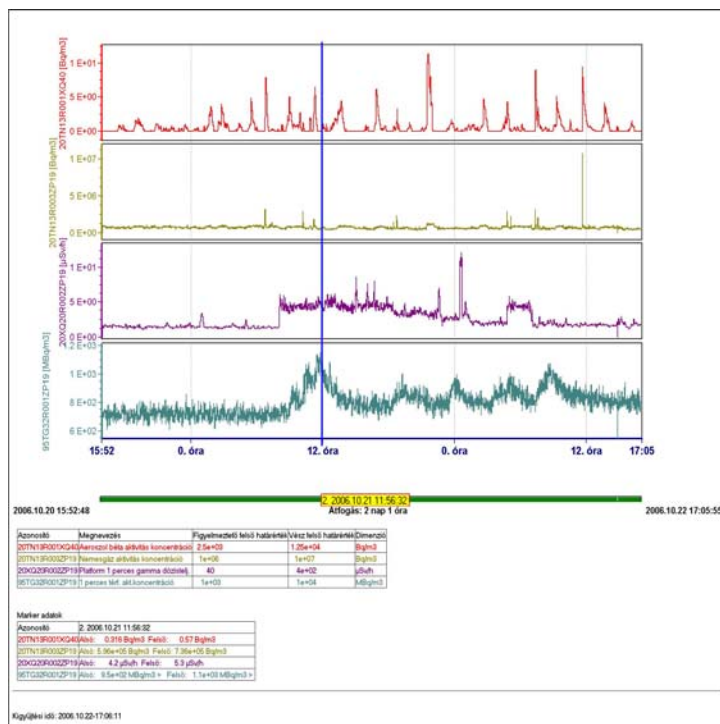 20TN13R001XQ40 [Bq/m3]
1 E+01
5 E+00
0 E+00
20TN13R003ZP19 [Bq/m3]
1 E+07
5 E+06
0 E+00
20XQ20R002ZP19 [µSv/h]
1 E+01
5 E+00
0 E+00
95TG32R001ZP19 [MBq/m3]
1.2 E+03
1 E+03
8 E+02
6 E+02
15:52 0. óra 12. óra 0. óra 12. óra 17:05
2. 2006.10.21 11:56:32
2006.10.20 15:52:48 Átfogás: 2 nap 1 óra 2006.10.22 17:05:55
Azonosító Megnevezés Figyelmeztető felső határérték Vész felső határérték Dimenzió
20TN13R001XQ40 Aeroszol béta aktivitás koncentráció 2.5e+03 1.25e+04 Bq/m3
20TN13R003ZP19 Nemesgáz aktivitás koncentráció 1e+06 1e+07 Bq/m3
20XQ20R002ZP19 Platform 1 perces gamma dózistelj. 40 4e+02 µSv/h
95TG32R001ZP19 1 perces térf. akt.koncentráció 1e+03 1e+04 MBq/m3
Marker adatok
Azonosító 2. 2006.10.21 11:56:32
20TN13R001XQ40 Alsó: 0.316 Bq/m3 Felső: 0.57 Bq/m3
20TN13R003ZP19 Alsó: 5.96e+05 Bq/m3 Felső: 7.36e+05 Bq/m3
20XQ20R002ZP19 Alsó: 4.2 µSv/h Felső: 5.3 µSv/h
95TG32R001ZP19 Alsó: 9.5e+02 MBq/m3 > Felső: 1.1e+03 MBq/m3 >
Kigyűjtési idő: 2006.10.22-17:06:11